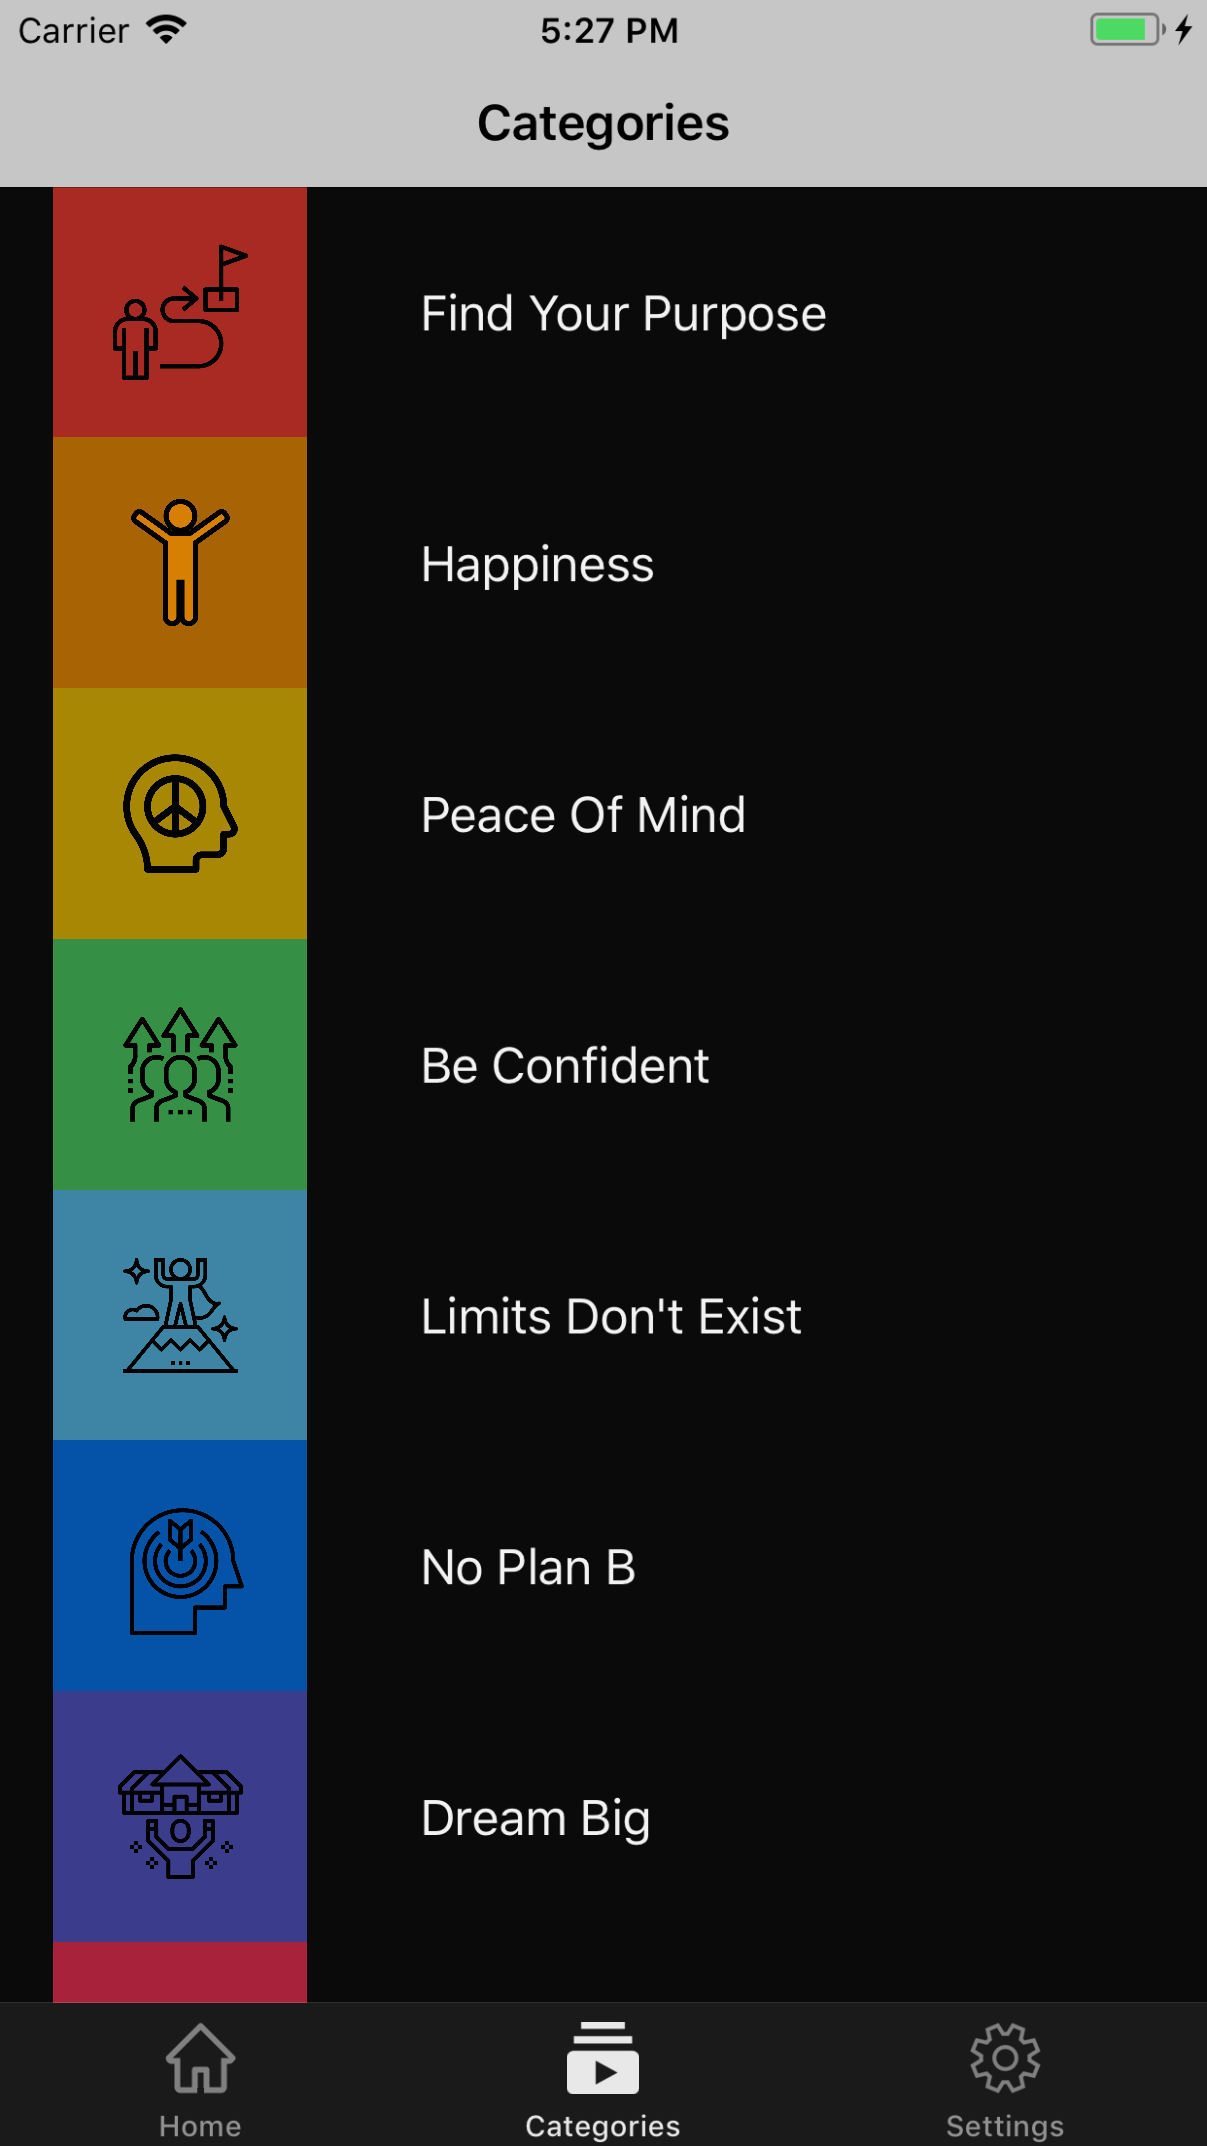 Carrier 5:27 PM
Categories
Find Your Purpose
Happiness
Peace Of Mind
Be Confident
Limits Don't Exist
No Plan B
Dream Big
Home Categories Settings